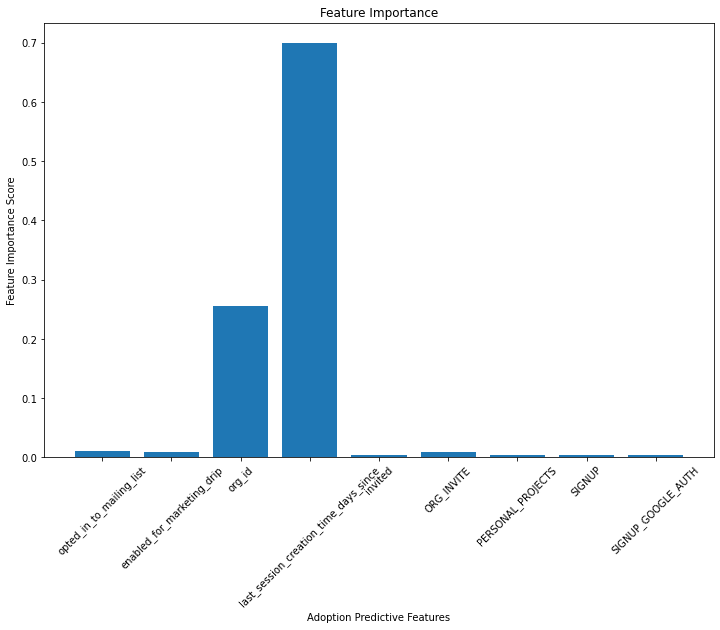 Feature Importance
Feature Importance Score
0.7
0.6
0.5
0.4
0.3
0.2
0.1
0.0
opted_in_to_mailing_list
enabled_for_marketing_drip
org_id
last_session_creation_time_days_since
invited
ORG_INVITE
PERSONAL_PROJECTS
SIGNUP
SIGNUP_GOOGLE_AUTH
Adoption Predictive Features